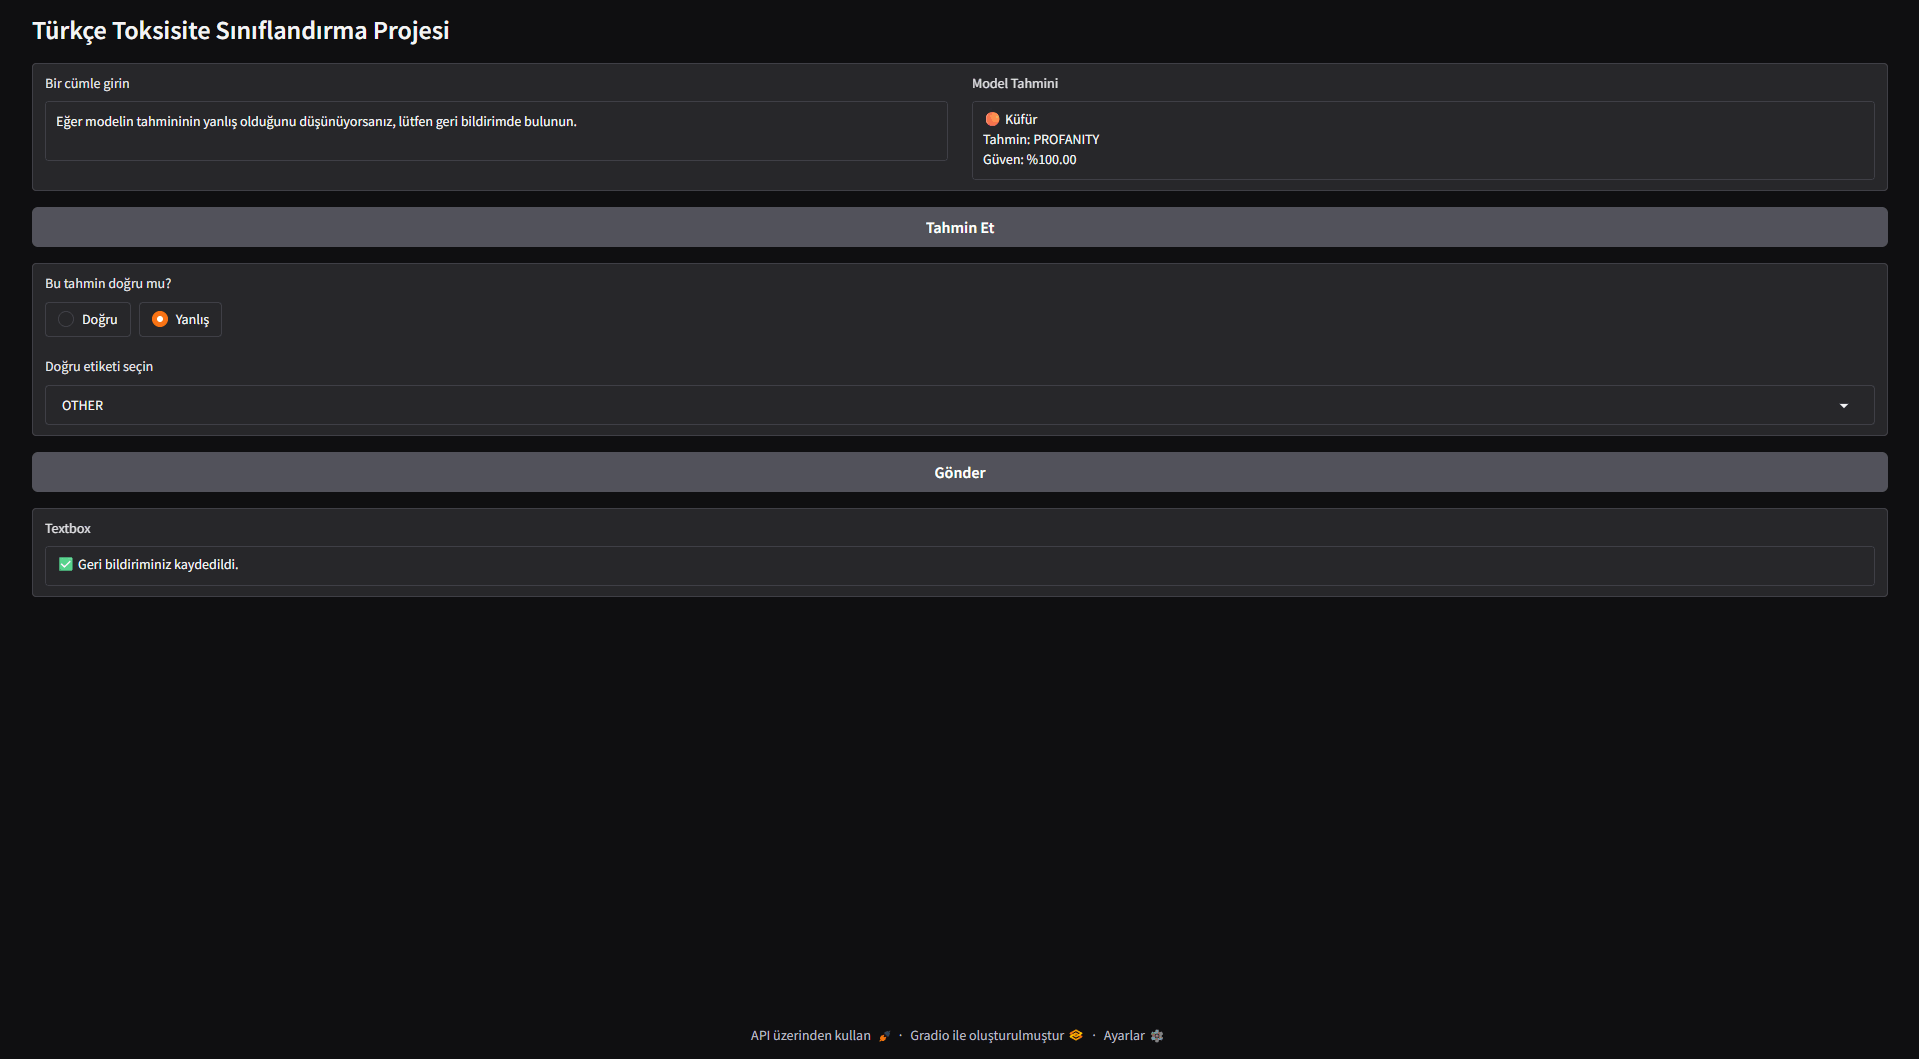 Türkçe Toksisite Sınıflandırma Projesi
Bir cümle girin
Eğer modelin tahmininin yanlış olduğunu düşünüyorsanız, lütfen geri bildirimde bulunun.
Model Tahmini
Küfür
Tahmin: PROFANITY
Güven: %100.00
Tahmin Et
Bu tahmin doğru mu?
Doğru
Yanlış
Doğru etiketi seçin
OTHER
Gönder
Textbox
✅ Geri bildiriminiz kaydedildi.
API üzerinden kullan 🚀 · Gradio ile oluşturulmuştur · Ayarlar ⚙️